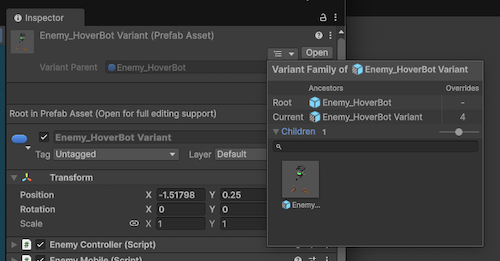 Inspector
Enemy_HoverBot Variant (Prefab Asset)
Open
Variant Parent Enemy_HoverBot
Root in Prefab Asset (Open for full editing support)
Enemy_HoverBot Variant
Tag Untagged Layer Default
Transform
Position X -1.51798 Y 0.25
Rotation X 0 Y 0
Scale X 1 Y 1
Enemy Controller (Script)
Enemy Mobile (Script)
Variant Family of Enemy_HoverBot Variant
Ancestors Overrides
Root Enemy_HoverBot -
Current Enemy_HoverBot Variant 4
Children 1
Enemy...